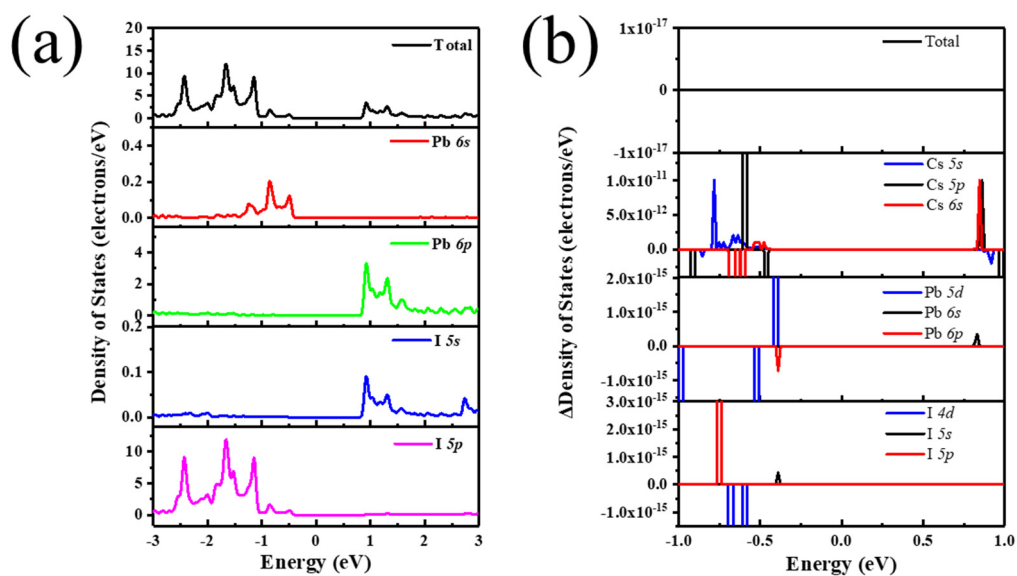 (a)
Density of States (electrons/eV)
20
15
10
5
0
Total
0.4
0.2
0.0
Pb 6s
4
2
0
Pb 6p
0.2
0.1
0.0
I 5s
10
5
0
I 5p
-3 -2 -1 0 1 2 3
Energy (eV)
(b)
ΔDensity of States (electrons/eV)
1x10⁻¹⁷
0
-1x10⁻¹⁷
Total
1.0x10⁻¹¹
5.0x10⁻¹²
0.0
Cs 5s
Cs 5p
Cs 6s
2.0x10⁻¹⁵
1.0x10⁻¹⁵
0.0
-1.0x10⁻¹⁵
Pb 5d
Pb 6s
Pb 6p
3.0x10⁻¹⁵
2.0x10⁻¹⁵
1.0x10⁻¹⁵
0.0
-1.0x10⁻¹⁵
I 4d
I 5s
I 5p
-1.0 -0.5 0.0 0.5 1.0
Energy (eV)